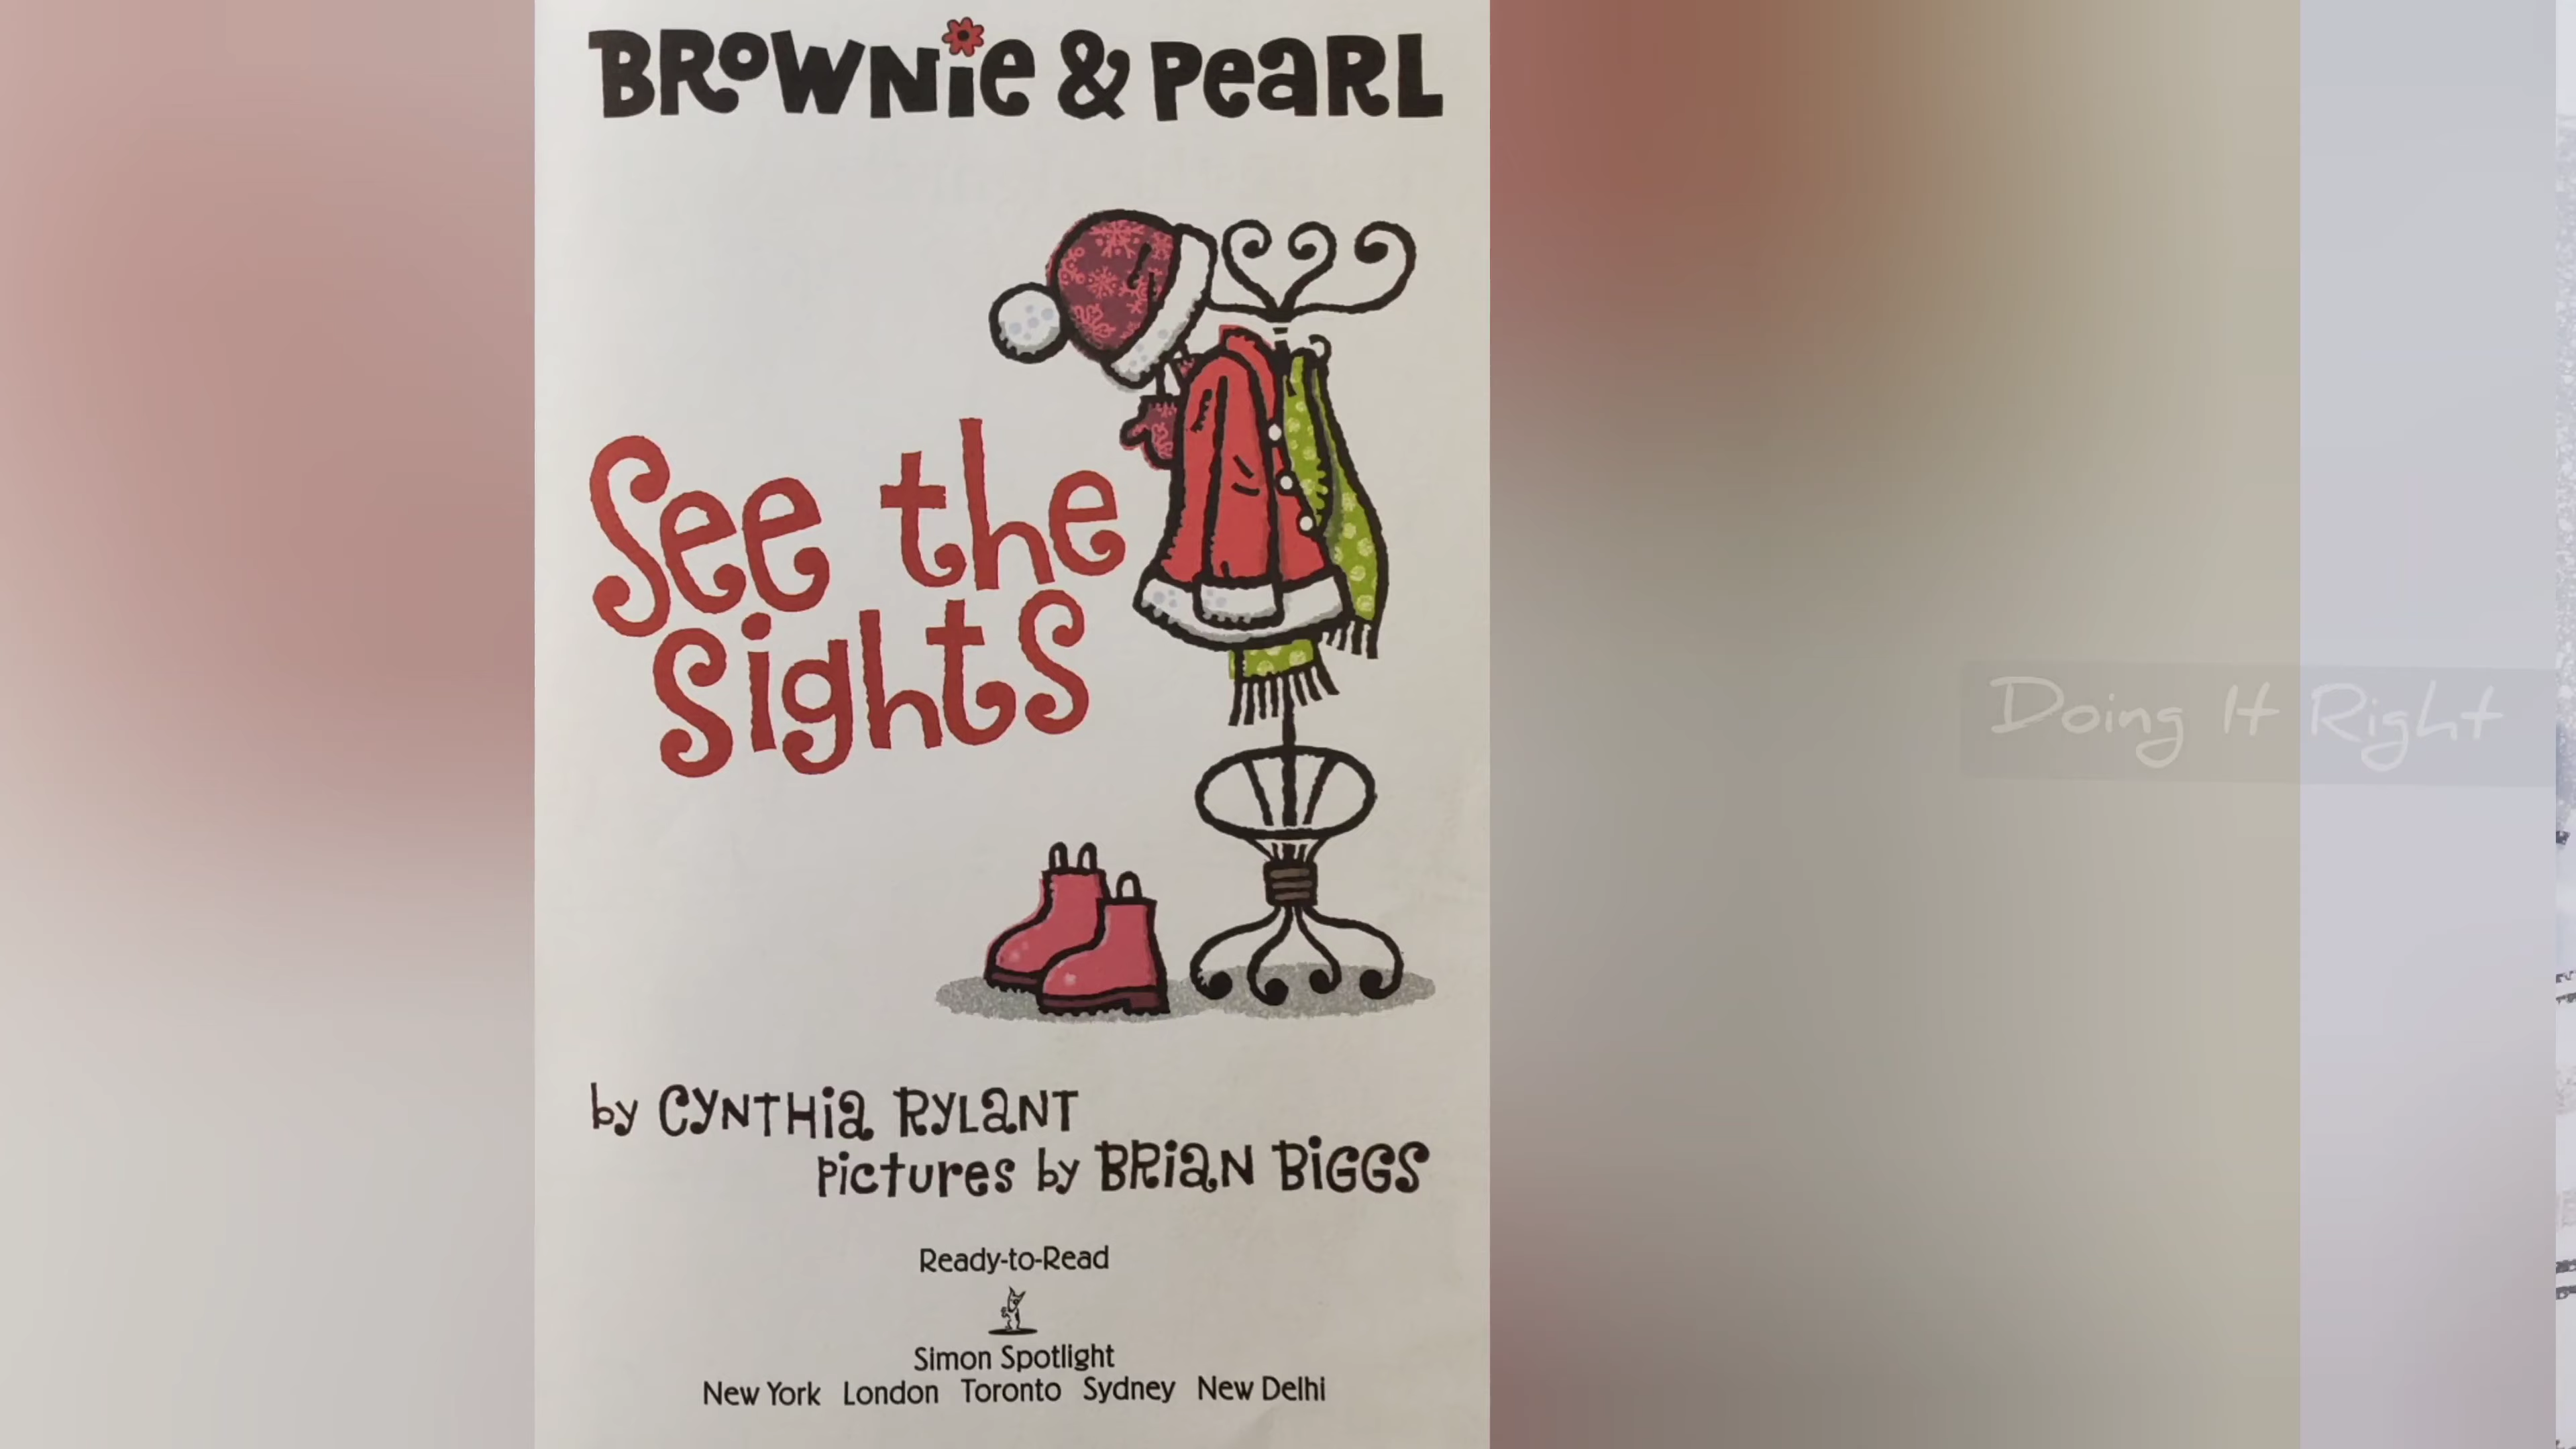 BROWNiE & PEARL
See the
Sights
by CYNTHIA RYLANT
Pictures by BRIAN BIGGS
Ready-to-Read
Simon Spotlight
New York London Toronto Sydney New Delhi
Doing It Right